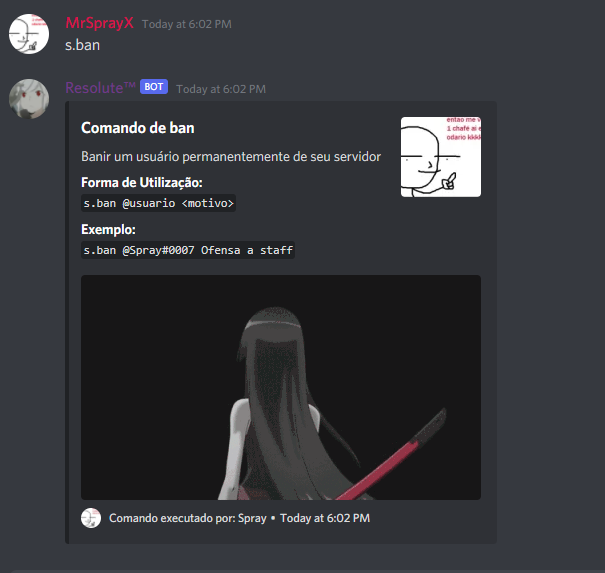 MrSprayX Today at 6:02 PM
s.ban
Resolute™ BOT Today at 6:02 PM
Comando de ban
Banir um usuário permanentemente de seu servidor
Forma de Utilização:
s.ban @usuario <motivo>
Exemplo:
s.ban @Spray#0007 Ofensa a staff
entao me v
1 chafé ai e
odario kkkk
Comando executado por: Spray • Today at 6:02 PM